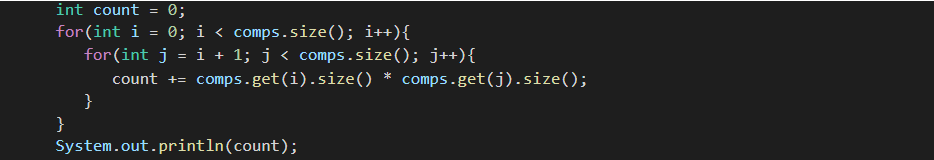 int count = 0;
for(int i = 0; i < comps.size(); i++){
for(int j = i + 1; j < comps.size(); j++){
count += comps.get(i).size() * comps.get(j).size();
}
}
System.out.println(count);